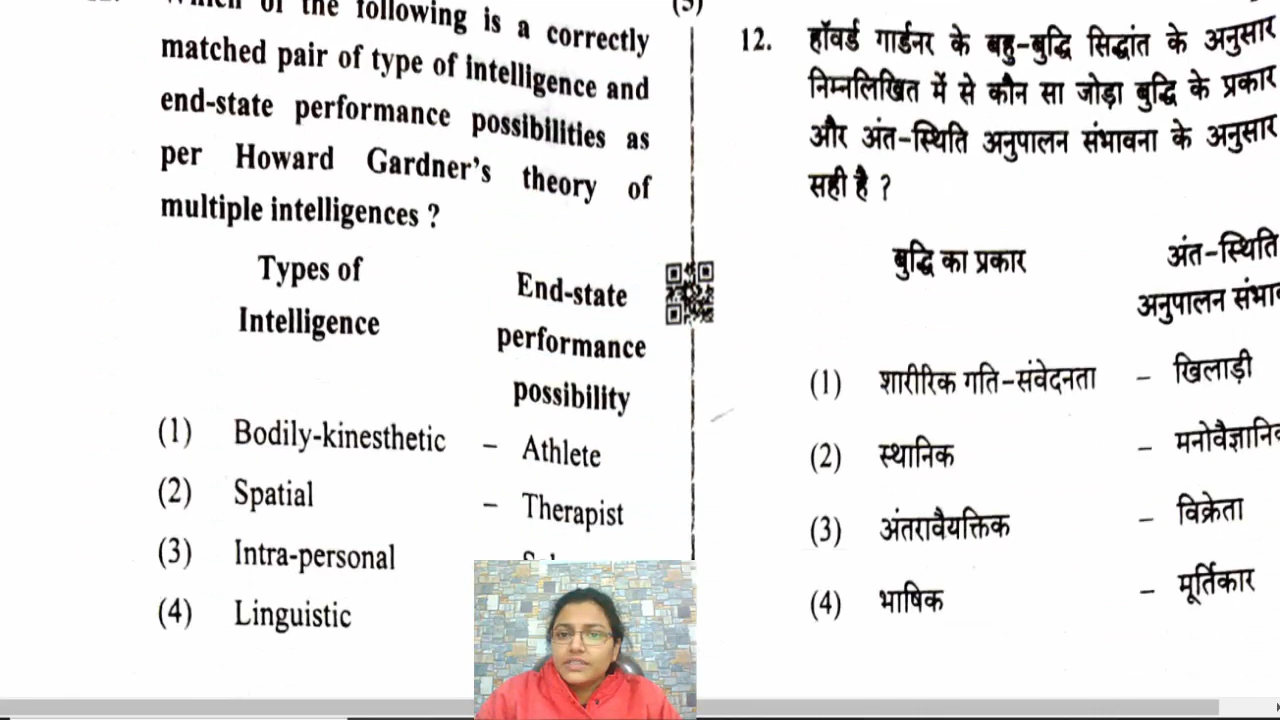 (5)
of the following is a correctly
matched pair of type of intelligence and
end-state performance possibilities as
per Howard Gardner's theory of
multiple intelligences ?
Types of
Intelligence
End-state
performance
possibility
(1) Bodily-kinesthetic – Athlete
(2) Spatial – Therapist
(3) Intra-personal
(4) Linguistic
12. हॉवर्ड गार्डनर के बहु-बुद्धि सिद्धांत के अनुसार
निम्नलिखित में से कौन सा जोड़ा बुद्धि के प्रकार
और अंत-स्थिति अनुपालन संभावना के अनुसार
सही है ?
बुद्धि का प्रकार
अंत-स्थिति
अनुपालन
(1) शारीरिक गति-संवेदनता – खिलाड़ी
(2) स्थानिक –
(3) अंतरावैयक्तिक – विक्रेता
(4) भाषिक – मूर्तिकार